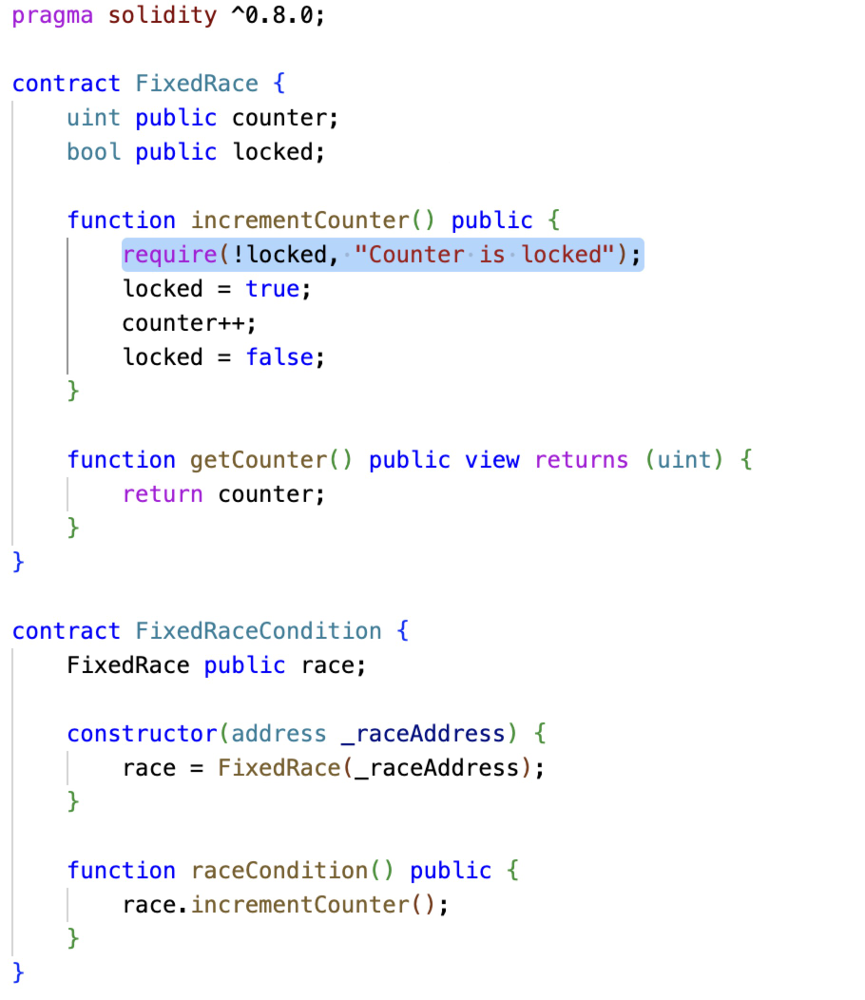 pragma solidity ^0.8.0;

contract FixedRace {
    uint public counter;
    bool public locked;

    function incrementCounter() public {
        require(!locked, "Counter is locked");
        locked = true;
        counter++;
        locked = false;
    }

    function getCounter() public view returns (uint) {
        return counter;
    }
}

contract FixedRaceCondition {
    FixedRace public race;

    constructor(address _raceAddress) {
        race = FixedRace(_raceAddress);
    }

    function raceCondition() public {
        race.incrementCounter();
    }
}